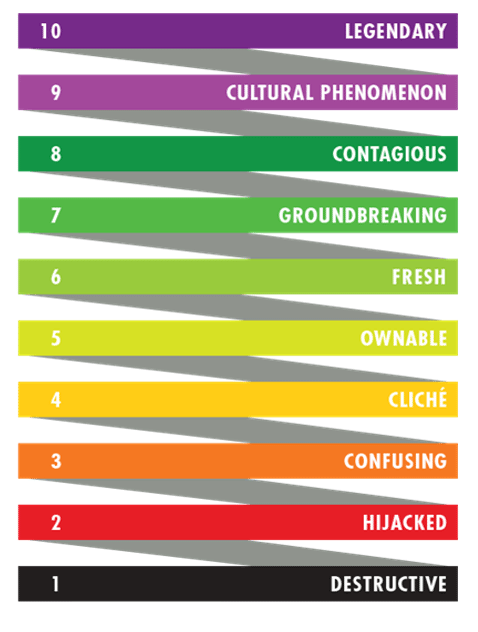 10 LEGENDARY
9 CULTURAL PHENOMENON
8 CONTAGIOUS
7 GROUNDBREAKING
6 FRESH
5 OWNABLE
4 CLICHÉ
3 CONFUSING
2 HIJACKED
1 DESTRUCTIVE